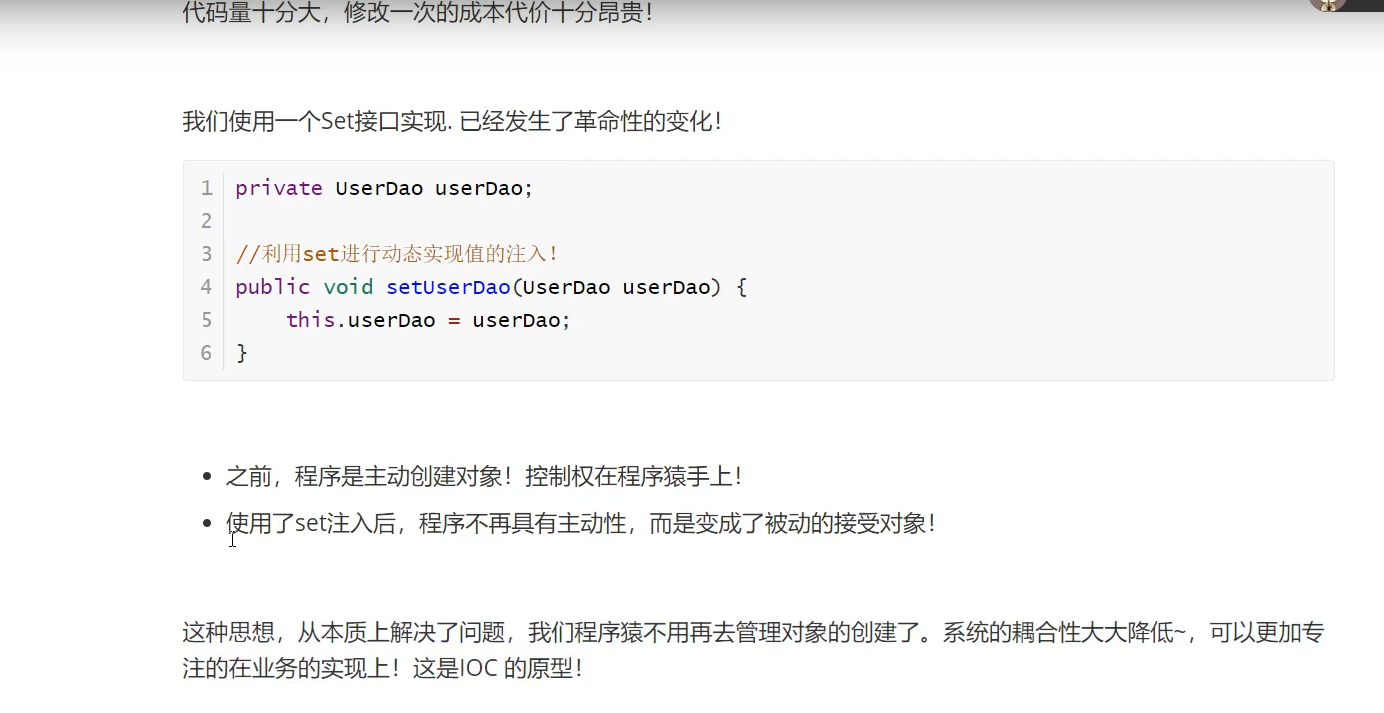 代码量十分大，修改一次的成本代价十分昂贵！
我们使用一个Set接口实现. 已经发生了革命性的变化！
1 private UserDao userDao;
2
3 //利用set进行动态实现值的注入！
4 public void setUserDao(UserDao userDao) {
5     this.userDao = userDao;
6 }
• 之前，程序是主动创建对象！控制权在程序猿手上！
• 使用了set注入后，程序不再具有主动性，而是变成了被动的接受对象！
这种思想，从本质上解决了问题，我们程序猿不用再去管理对象的创建了。系统的耦合性大大降低~，可以更加专
注的在业务的实现上！这是IOC 的原型！